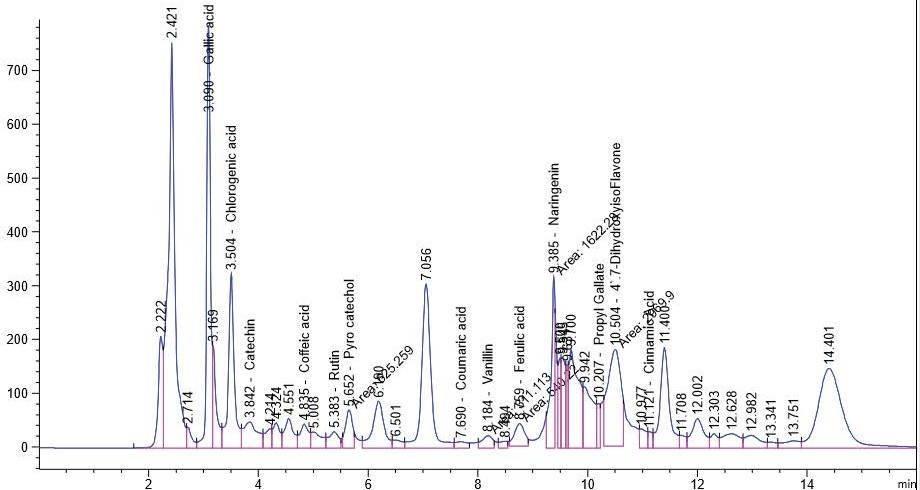 700
600
500
400
300
200
100
0
2
4
6
8
10
12
14
min
2.222
2.421
2.714
3.090 - Gallic acid
3.169
3.504 - Chlorogenic acid
3.842 - Catechin
4.324
4.551
4.835 - Coffeic acid
5.008
5.383 - Rutin
5.652 - Pyro catechol
6.501
7.056
7.690 - Coumaric acid
8.184 - Vanillin
8.759 - Ferulic acid
9.385 - Naringenin
9.700
9.942
10.207 - Propyl Gallate
10.504 - 4`.7-DihydroxyisoFlavone
10.977
11.121 - Cinnamic Acid
11.400
11.708
12.002
12.303
12.628
12.982
13.341
13.751
14.401